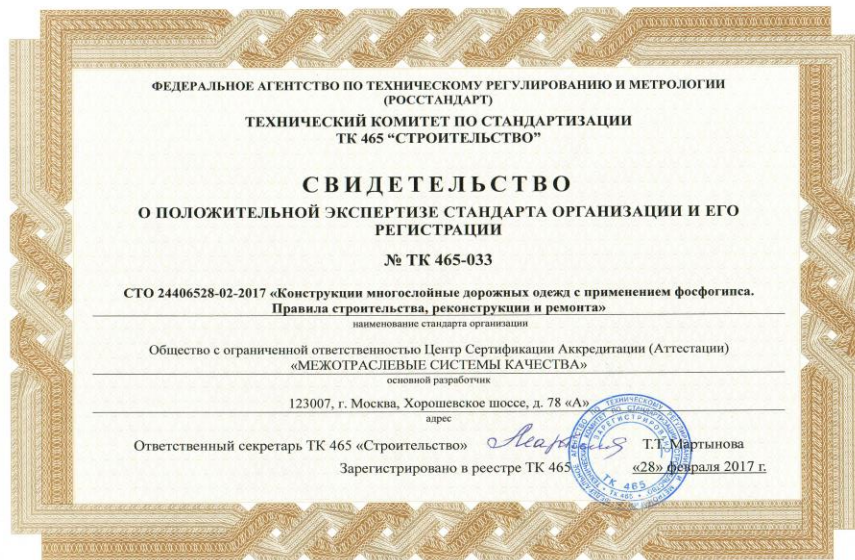 ФЕДЕРАЛЬНОЕ АГЕНТСТВО ПО ТЕХНИЧЕСКОМУ РЕГУЛИРОВАНИЮ И МЕТРОЛОГИИ
(РОССТАНДАРТ)
ТЕХНИЧЕСКИЙ КОМИТЕТ ПО СТАНДАРТИЗАЦИИ
ТК 465 “СТРОИТЕЛЬСТВО”
СВИДЕТЕЛЬСТВО
О ПОЛОЖИТЕЛЬНОЙ ЭКСПЕРТИЗЕ СТАНДАРТА ОРГАНИЗАЦИИ И ЕГО
РЕГИСТРАЦИИ
№ ТК 465-033
СТО 24406528-02-2017 «Конструкции многослойные дорожных одежд с применением фосфогипса.
Правила строительства, реконструкции и ремонта»
наименование стандарта организации
Общество с ограниченной ответственностью Центр Сертификации Аккредитации (Аттестации)
«МЕЖОТРАСЛЕВЫЕ СИСТЕМЫ КАЧЕСТВА»
основной разработчик
123007, г. Москва, Хорошевское шоссе, д. 78 «А»
адрес
Ответственный секретарь ТК 465 «Строительство» Т.Т. Мартынова
Зарегистрировано в реестре ТК 465 «28» февраля 2017 г.
ЗАРЕГИСТРИРОВАНО
ТК 465